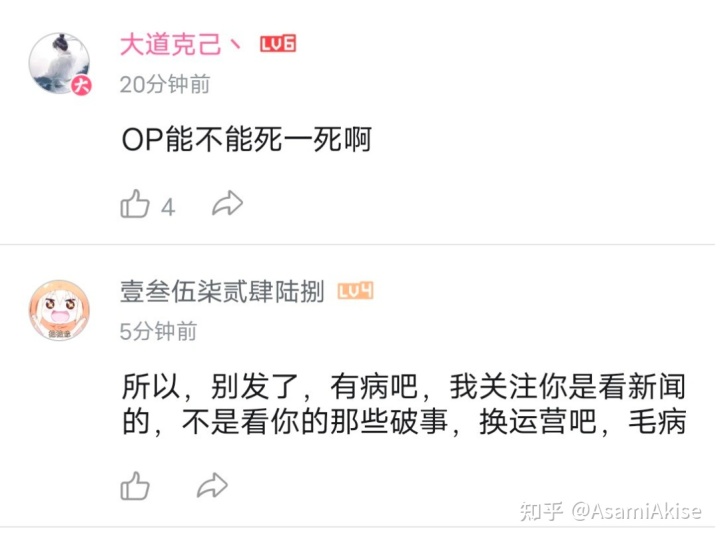 大道克己丶 LV6
大
20分钟前
OP能不能死一死啊
4
壹叁伍柒贰肆陆捌 LV4
5分钟前
所以，别发了，有病吧，我关注你是看新闻
的，不是看你的那些破事，换运营吧，毛病
知乎 @AsamiAkise